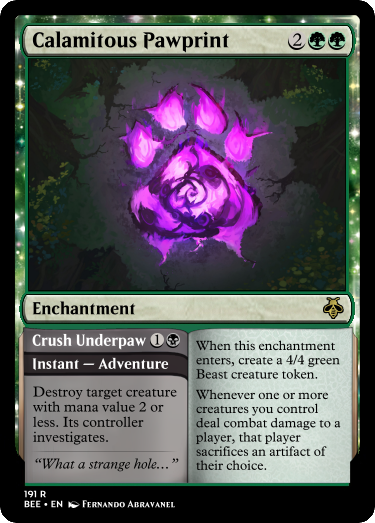 Calamitous Pawprint 2
Enchantment
Crush Underpaw 1
Instant — Adventure
Destroy target creature
with mana value 2 or
less. Its controller
investigates.
“What a strange hole…”
When this enchantment
enters, create a 4/4 green
Beast creature token.
Whenever one or more
creatures you control
deal combat damage to a
player, that player
sacrifices an artifact of
their choice.
191 R
BEE • EN Fernando Abravanel